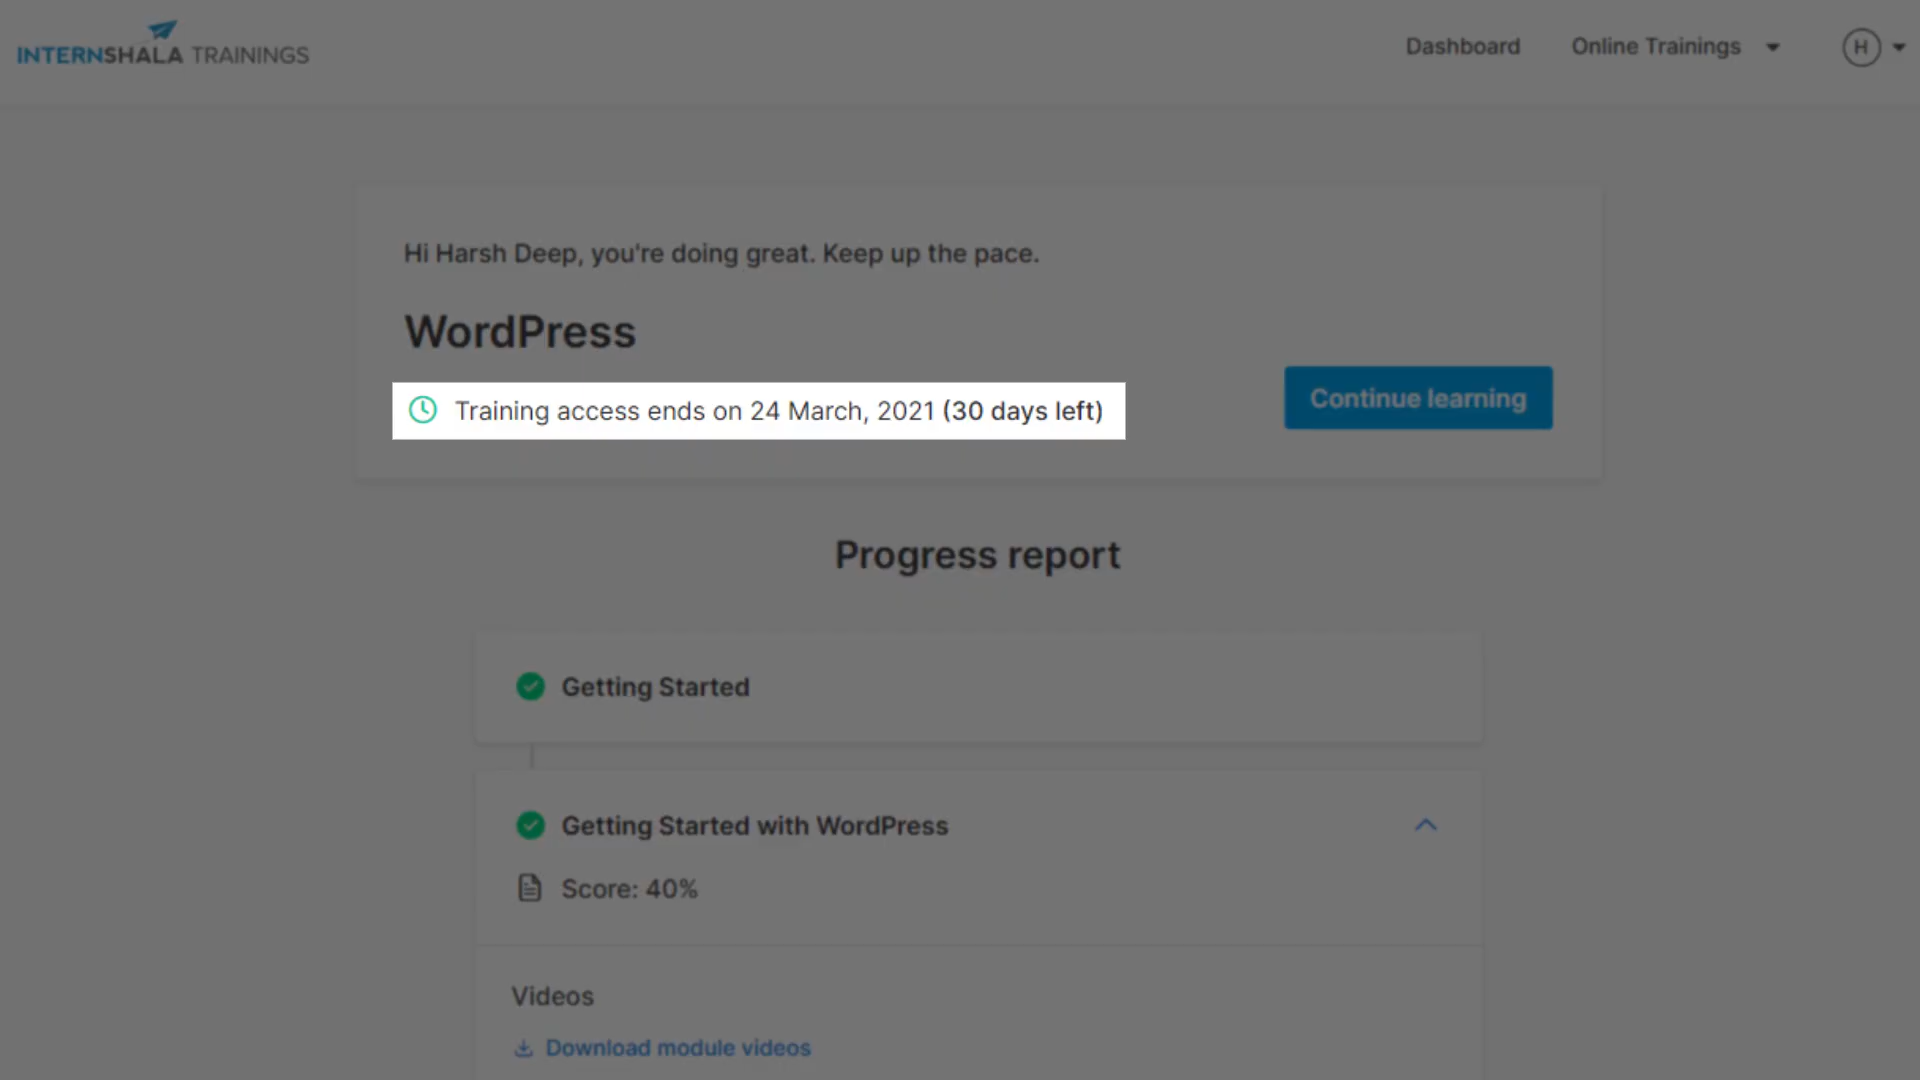 INTERNSHALA TRAININGS
Dashboard
Online Trainings
H
Hi Harsh Deep, you're doing great. Keep up the pace.
WordPress
Training access ends on 24 March, 2021 (30 days left)
Continue learning
Progress report
Getting Started
Getting Started with WordPress
Score: 40%
Videos
Download module videos